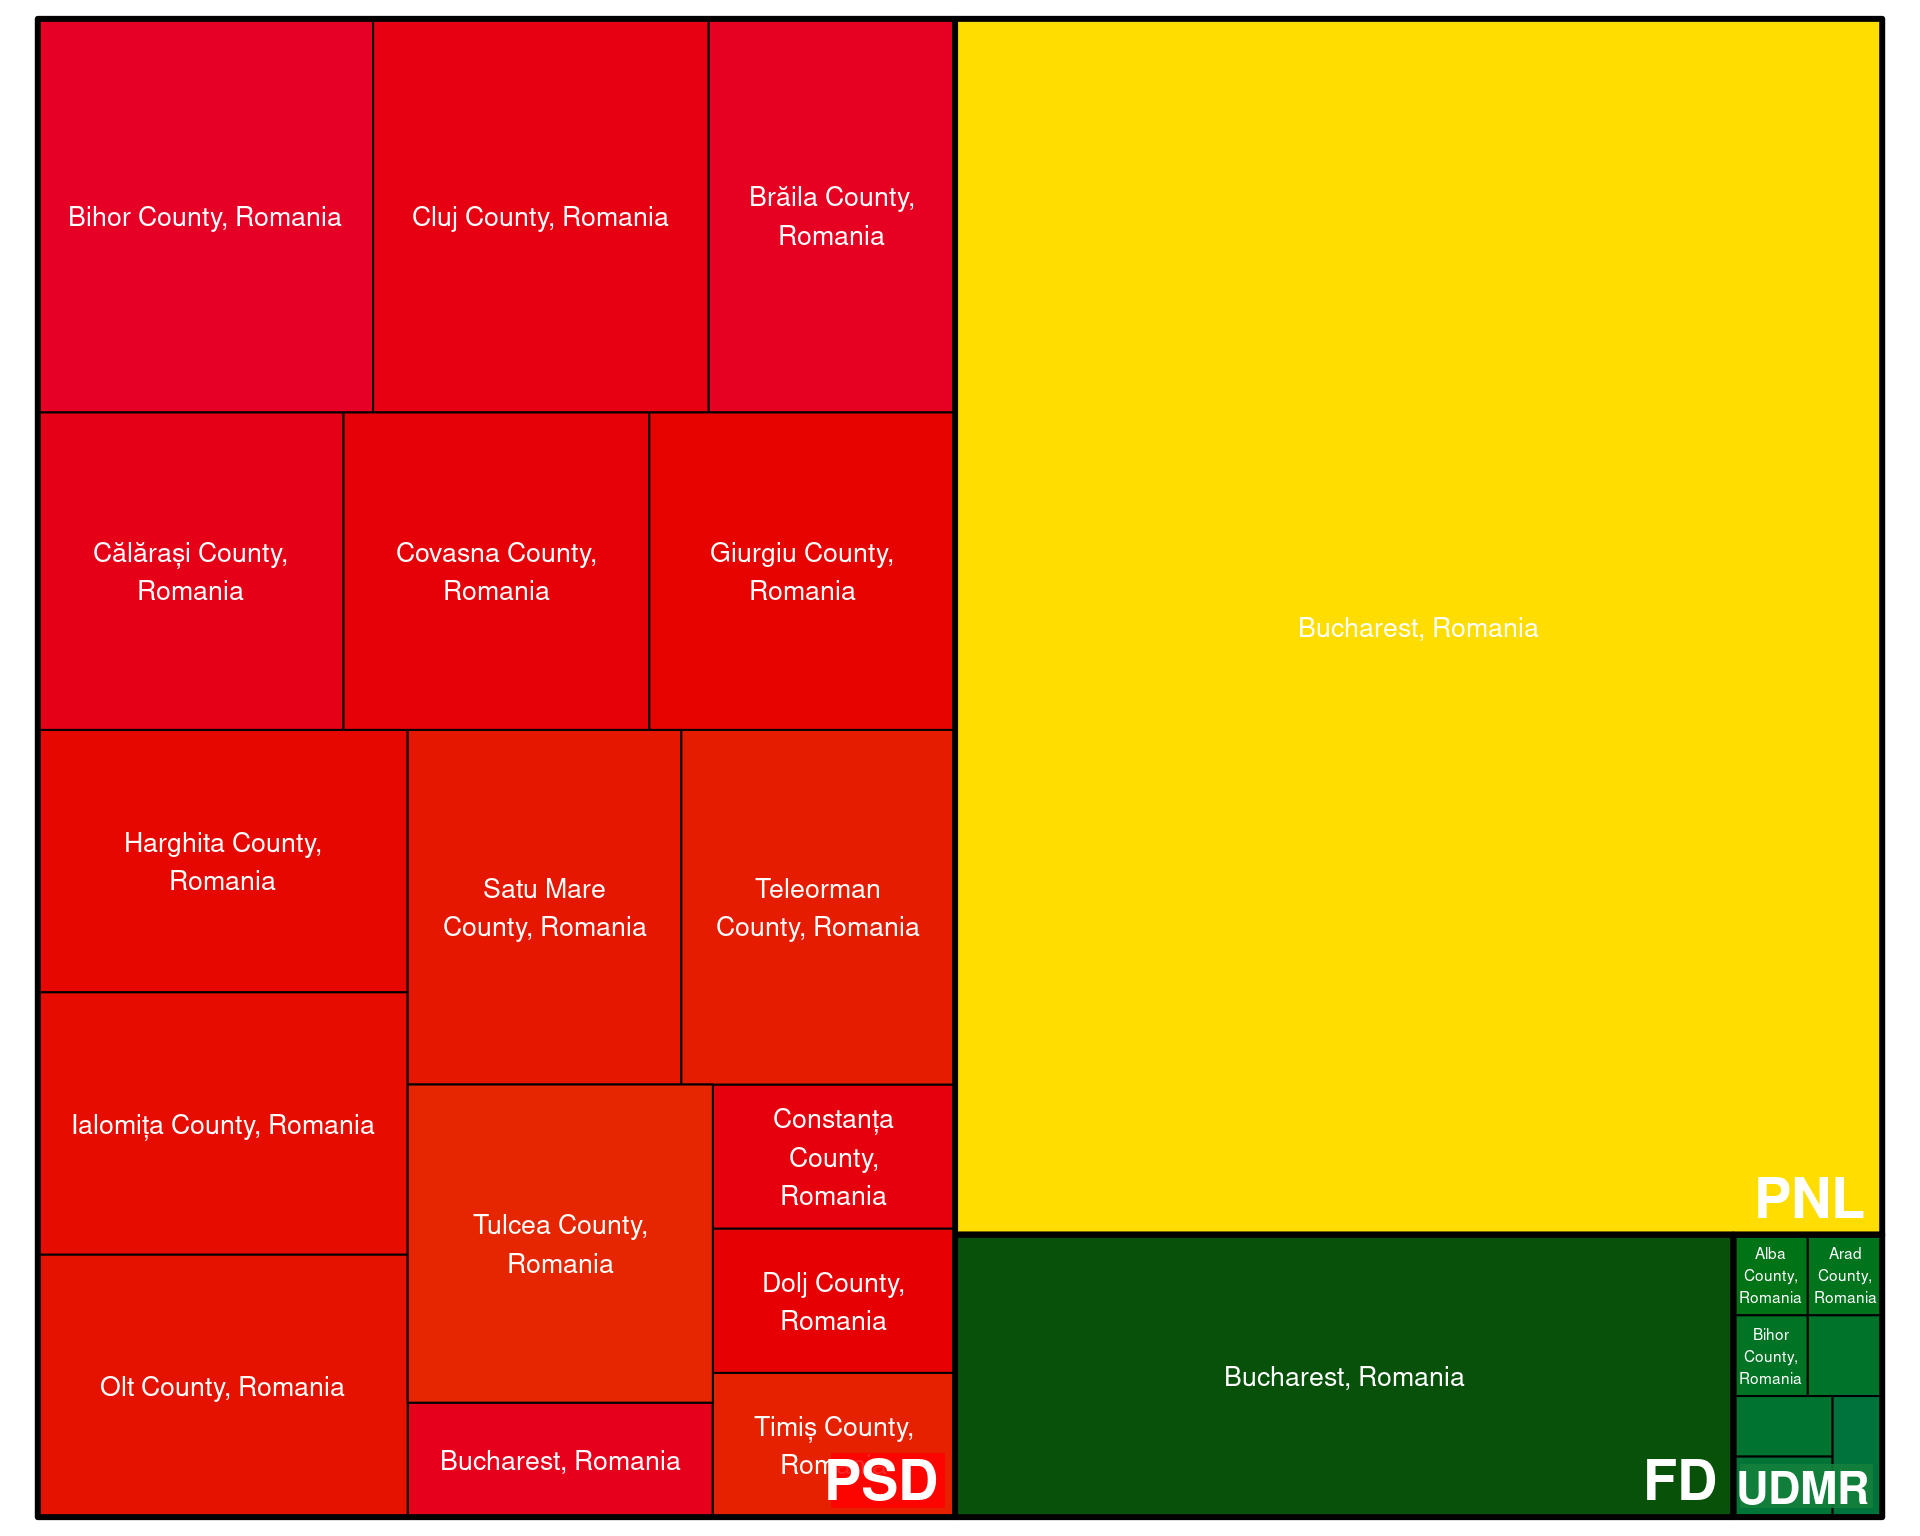 Bihor County, Romania
Cluj County, Romania
Brăila County,
Romania
Călărași County,
Romania
Covasna County,
Romania
Giurgiu County,
Romania
Harghita County,
Romania
Satu Mare
County, Romania
Teleorman
County, Romania
Ialomița County, Romania
Olt County, Romania
Tulcea County,
Romania
Constanța
County,
Romania
Dolj County,
Romania
Bucharest, Romania
Timiș County,
PSD
Bucharest, Romania
PNL
Bucharest, Romania
FD
Alba
County,
Romania
Arad
County,
Romania
Bihor
County,
Romania
UDMR